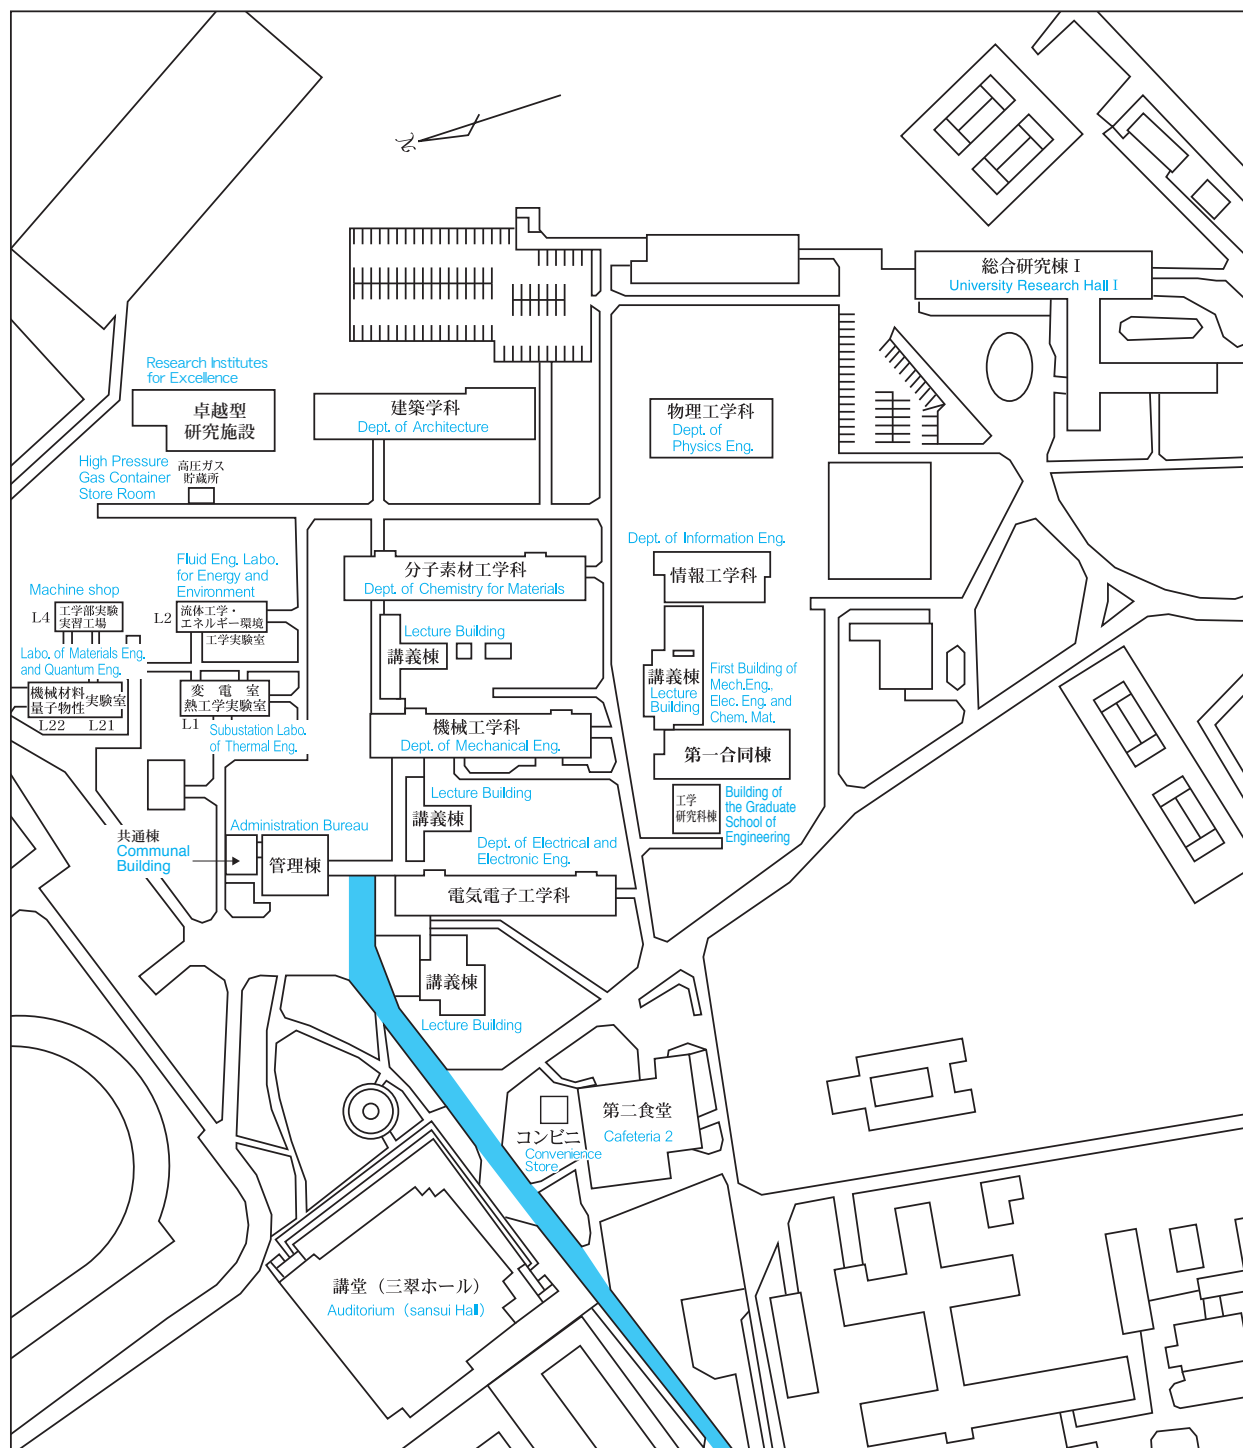 N
総合研究棟 I
University Research Hall I
Research Institutes
for Excellence
卓越型
研究施設
建築学科
Dept. of Architecture
物理工学科
Dept. of
Physics Eng.
High Pressure
Gas Container
Store Room
高圧ガス
貯蔵所
Dept. of Information Eng.
情報工学科
Fluid Eng. Labo.
for Energy and
Environment
分子素材工学科
Dept. of Chemistry for Materials
Machine shop
L4
工学部実験
実習工場
L2
流体工学・
エネルギー環境
工学実験室
Lecture Building
講義棟
Labo. of Materials Eng.
and Quantum Eng.
機械材料
量子物性
実験室
L22
L21
変電室
熱工学実験室
L1
Substation Labo.
of Thermal Eng.
講義棟
Lecture
Building
First Building of
Mech.Eng.,
Elec. Eng. and
Chem. Mat.
機械工学科
Dept. of Mechanical Eng.
第一合同棟
Lecture Building
講義棟
工学
研究科棟
Building of
the Graduate
School of
Engineering
共通棟
Communal
Building
Administration Bureau
管理棟
Dept. of Electrical and
Electronic Eng.
電気電子工学科
講義棟
Lecture Building
第二食堂
Cafeteria 2
コンビニ
Convenience
Store
講堂（三翠ホール）
Auditorium（sansui Hall）